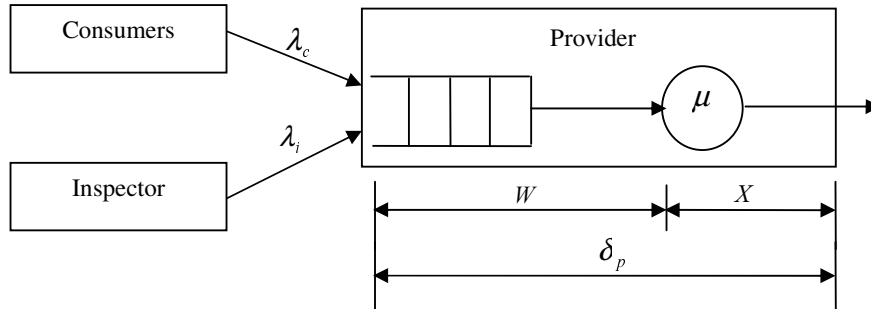 Consumers
λc
Provider
μ
λi
Inspector
W
X
δp